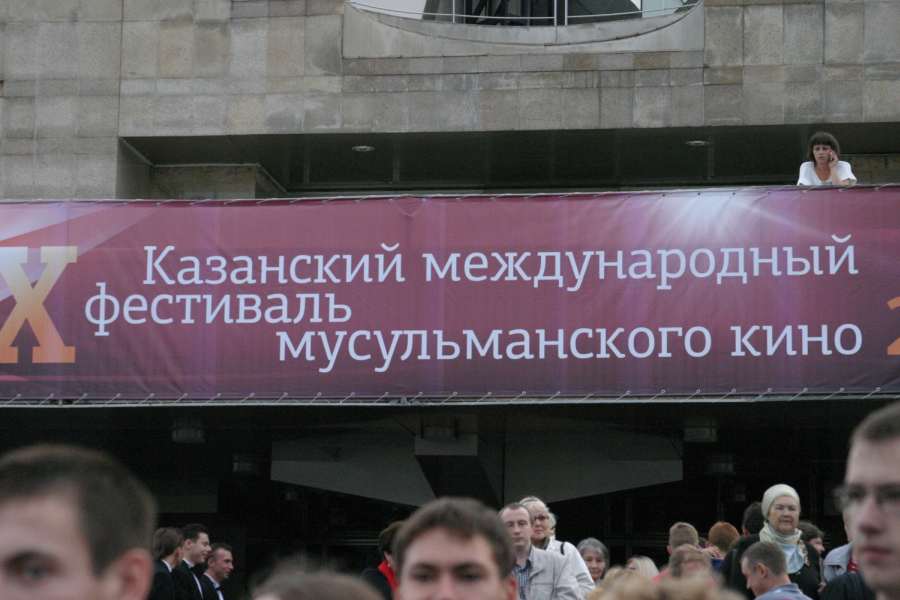 X Казанский международный
фестиваль
мусульманского кино